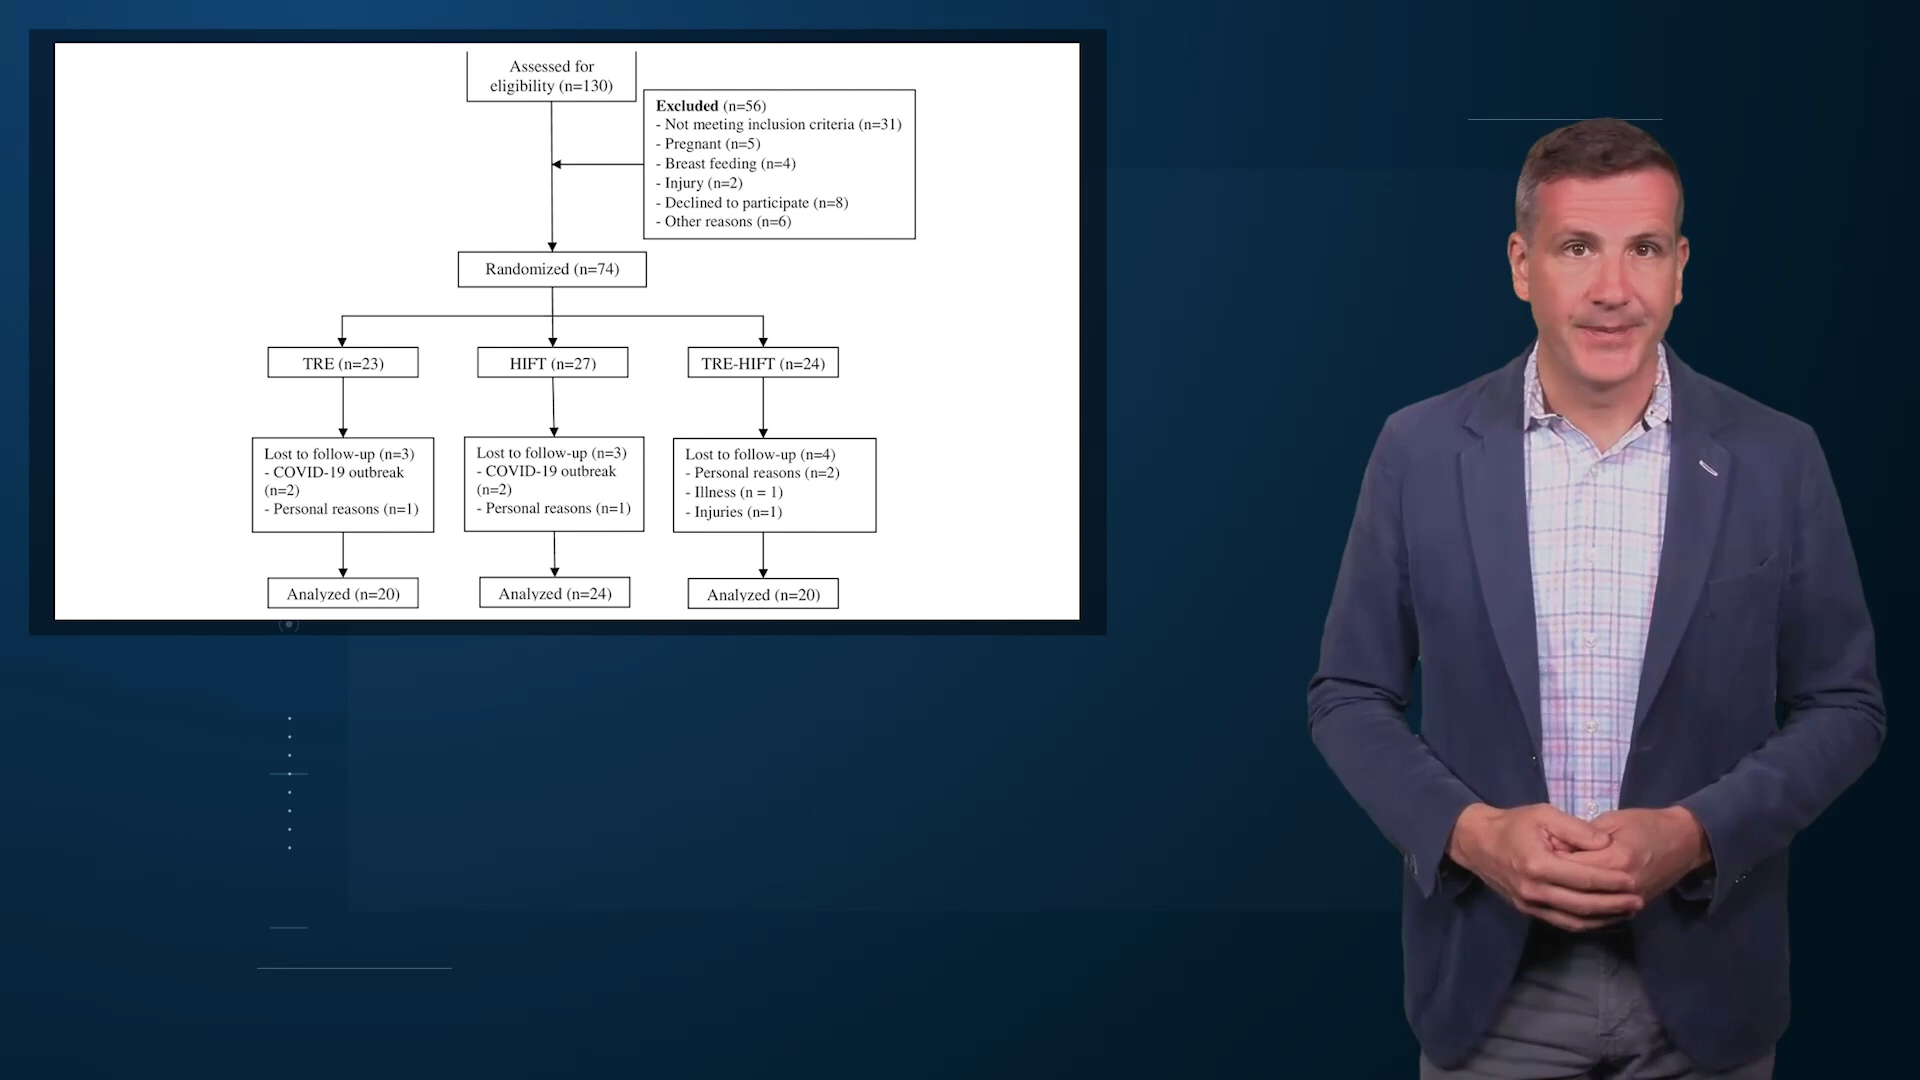 Assessed for
eligibility (n=130)
Excluded (n=56)
- Not meeting inclusion criteria (n=31)
- Pregnant (n=5)
- Breast feeding (n=4)
- Injury (n=2)
- Declined to participate (n=8)
- Other reasons (n=6)
Randomized (n=74)
TRE (n=23)
HIFT (n=27)
TRE-HIFT (n=24)
Lost to follow-up (n=3)
- COVID-19 outbreak
(n=2)
- Personal reasons (n=1)
Lost to follow-up (n=3)
- COVID-19 outbreak
(n=2)
- Personal reasons (n=1)
Lost to follow-up (n=4)
- Personal reasons (n=2)
- Illness (n = 1)
- Injuries (n=1)
Analyzed (n=20)
Analyzed (n=24)
Analyzed (n=20)